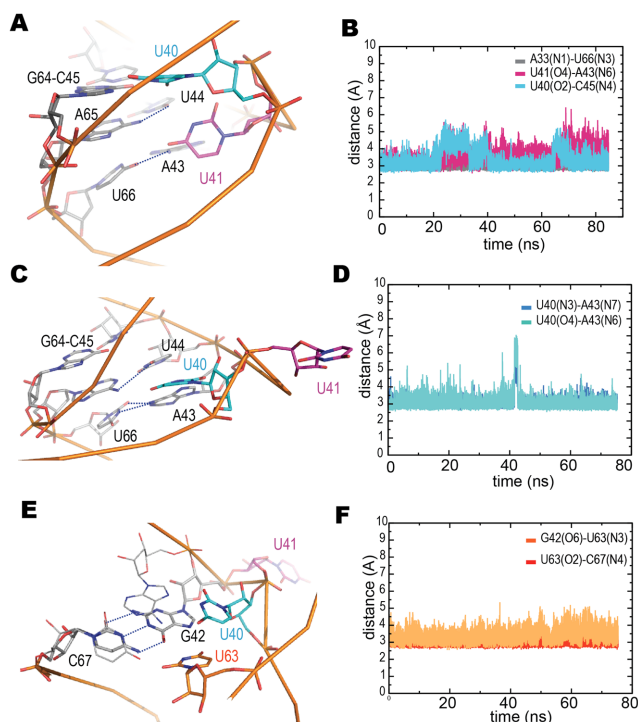 A
U40
G64-C45
A65
U44
A43
U41
U66
B
distance (A)
10
9
8
7
6
5
4
3
2
1
0
A33(N1)-U66(N3)
U41(O4)-A43(N6)
U40(O2)-C45(N4)
0 20 40 60 80 100
time (ns)
C
G64-C45
U44
U40
U41
U66
A43
D
distance (Å)
10
9
8
7
6
5
4
3
2
1
0
U40(N3)-A43(N7)
U40(O4)-A43(N6)
0 20 40 60 80
time (ns)
E
U41
G42
U40
C67
U63
F
distance (Å)
10
9
8
7
6
5
4
3
2
1
0
G42(O6)-U63(N3)
U63(O2)-C67(N4)
0 20 40 60 80
time (ns)